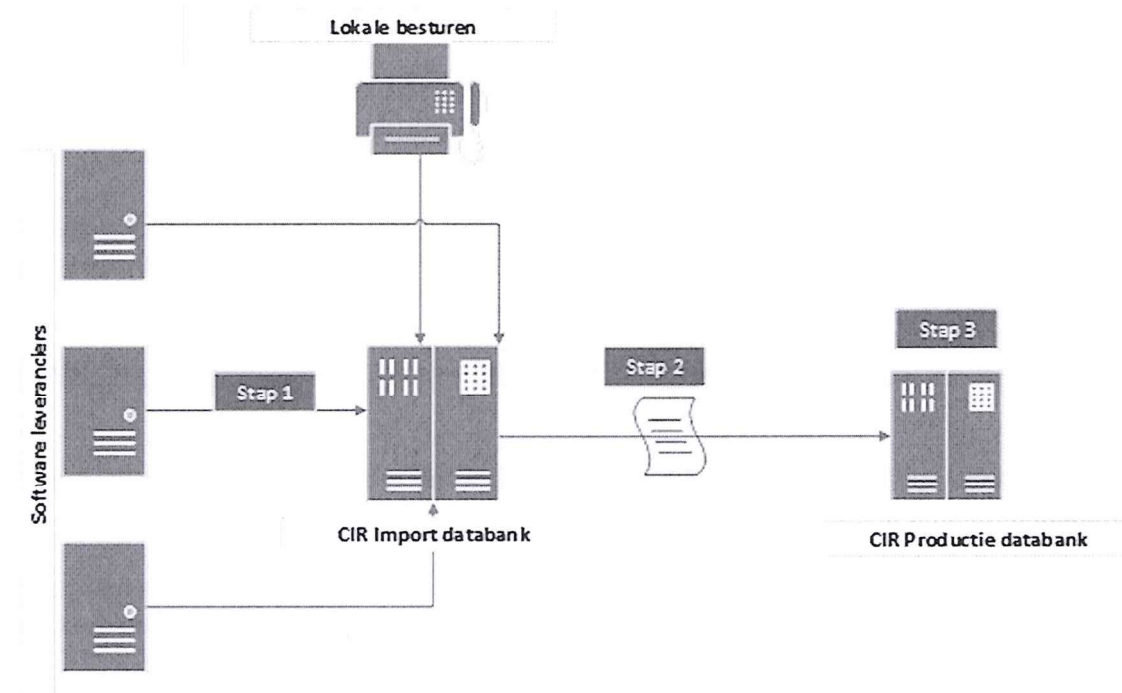 Lokale besturen
Software leveranciers
Stap 1
Stap 2
Stap 3
CIR Import databank
CIR Productie databank